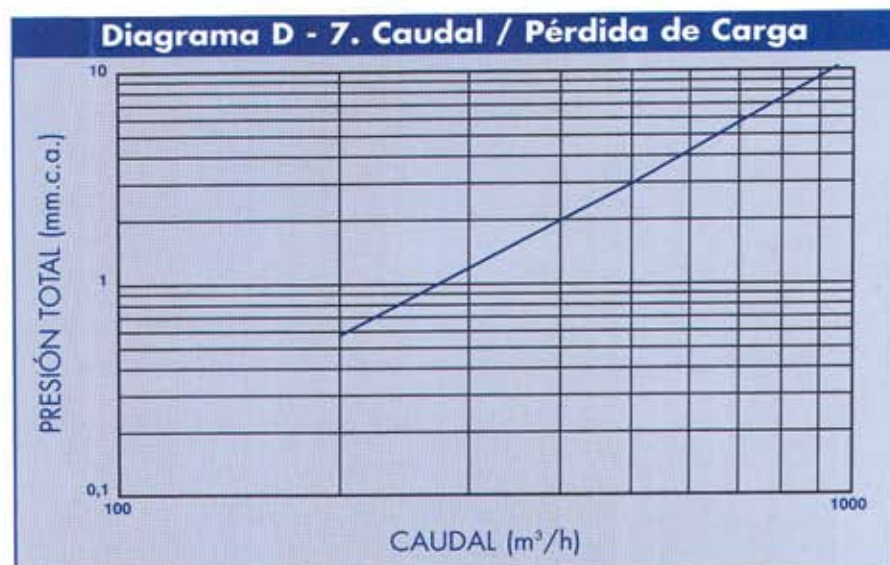 Diagrama D - 7. Caudal / Pérdida de Carga
10
1
0,1
PRESIÓN TOTAL (mm.c.a.)
100
1000
CAUDAL (m³/h)